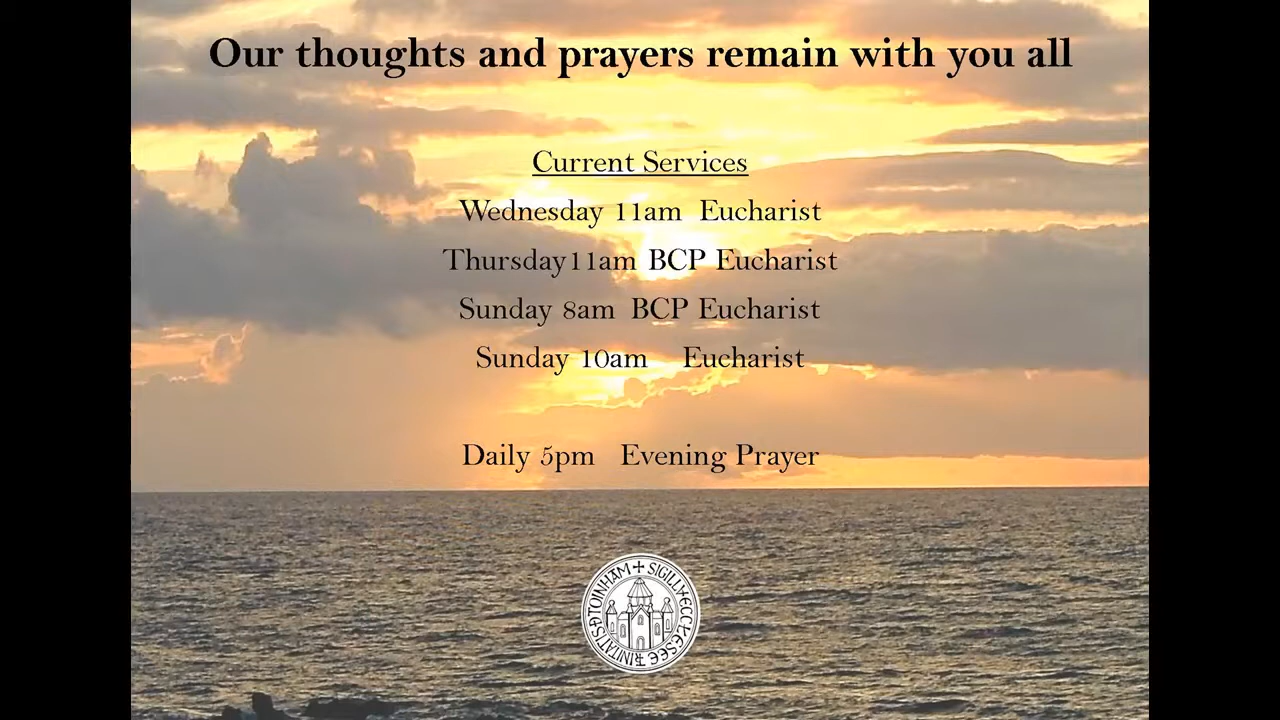 Our thoughts and prayers remain with you all
Current Services
Wednesday 11am Eucharist
Thursday11am BCP Eucharist
Sunday 8am BCP Eucharist
Sunday 10am Eucharist
Daily 5pm Evening Prayer